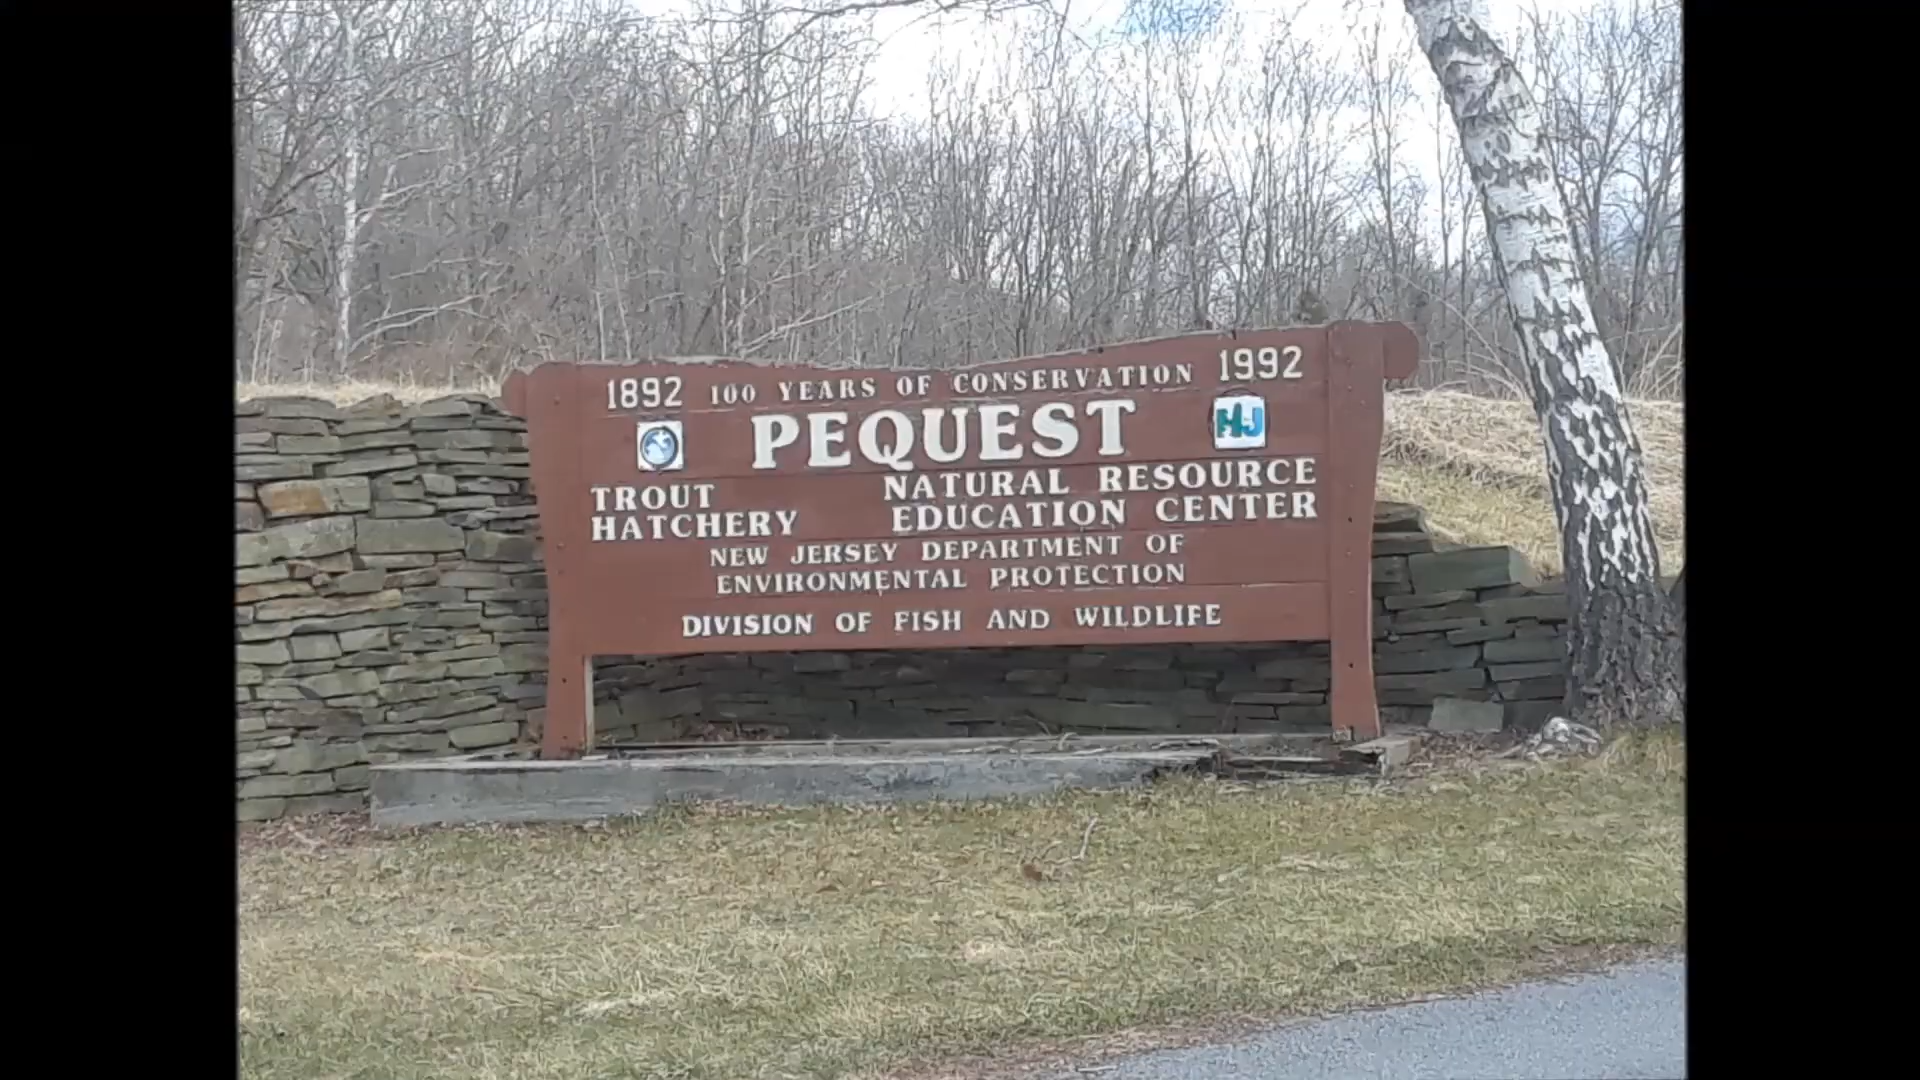 1892 100 YEARS OF CONSERVATION 1992
PEQUEST
NJ
TROUT HATCHERY
NATURAL RESOURCE EDUCATION CENTER
NEW JERSEY DEPARTMENT OF
ENVIRONMENTAL PROTECTION
DIVISION OF FISH AND WILDLIFE